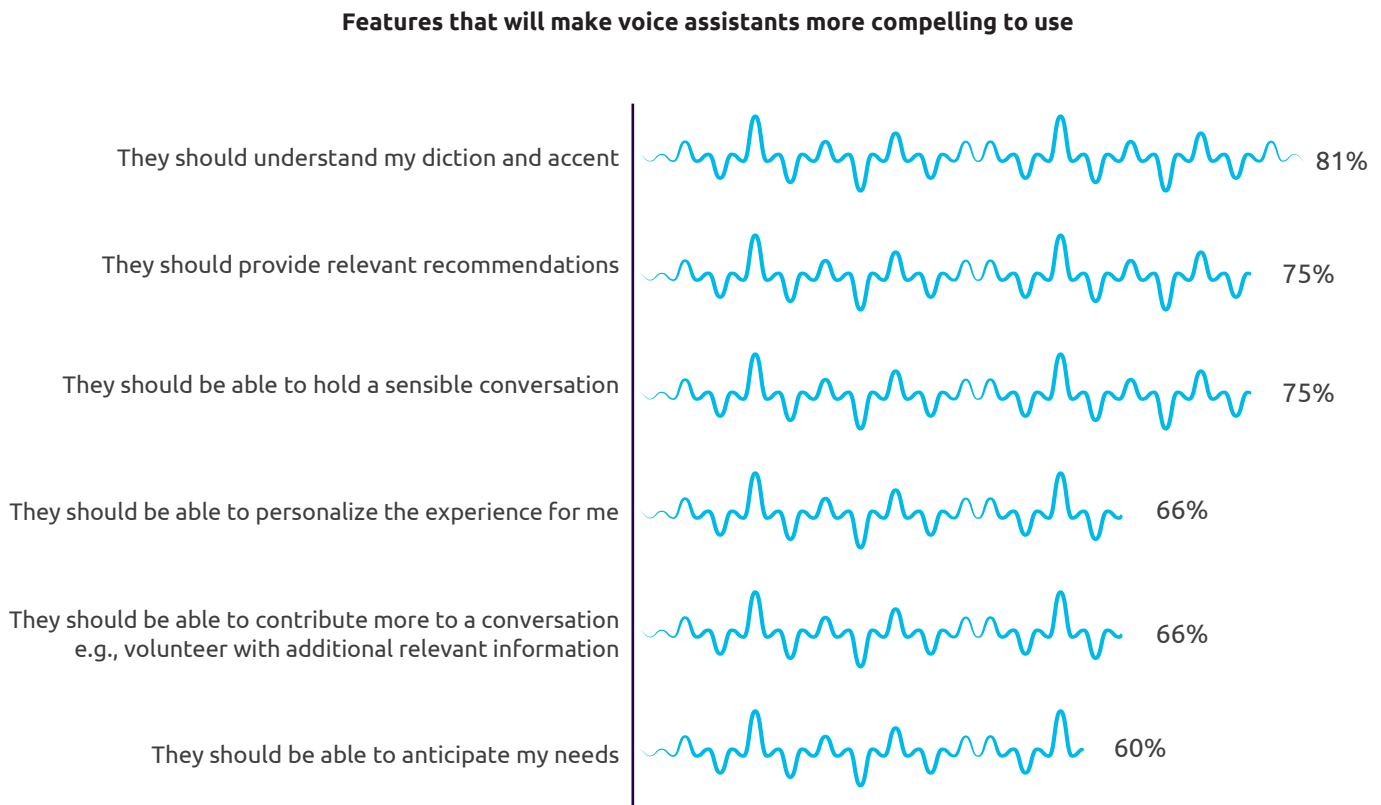 Features that will make voice assistants more compelling to use
They should understand my diction and accent
81%
They should provide relevant recommendations
75%
They should be able to hold a sensible conversation
75%
They should be able to personalize the experience for me
66%
They should be able to contribute more to a conversation
e.g., volunteer with additional relevant information
66%
They should be able to anticipate my needs
60%